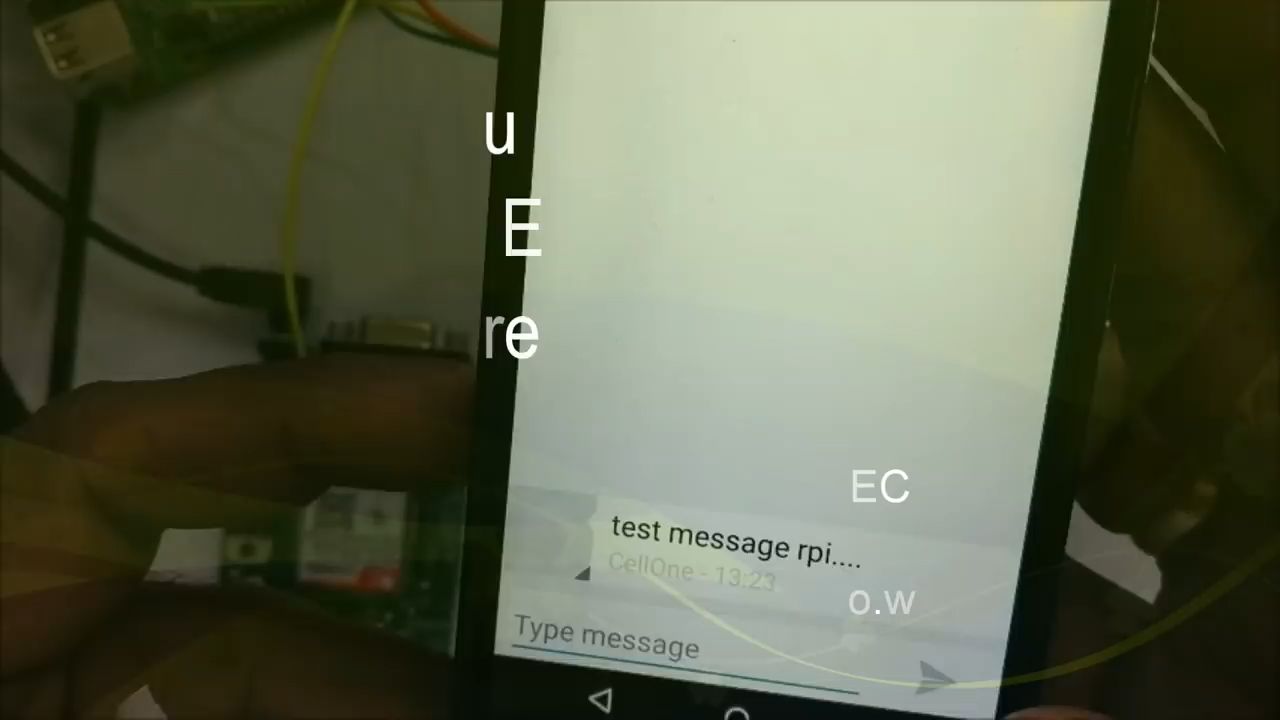 u
E
re
EC
test message rpi....
CellOne - 13:23
o.w
Type message